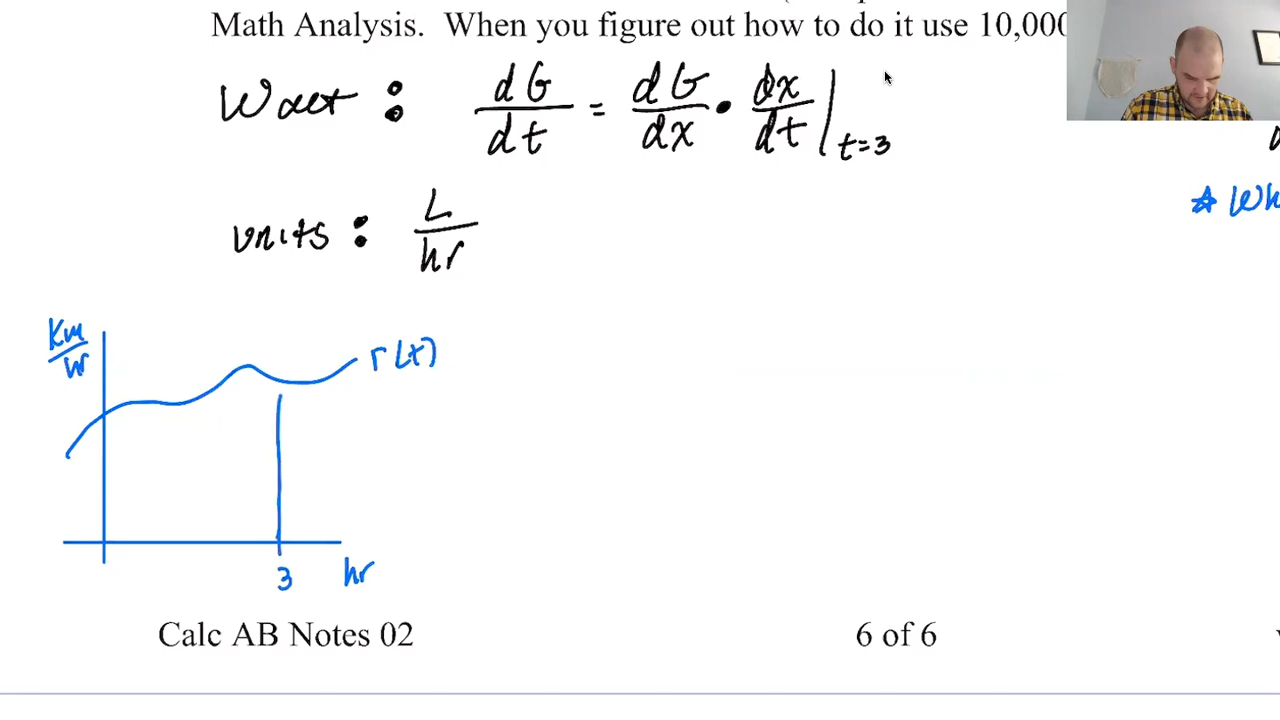 Math Analysis. When you figure out how to do it use 10,000
Want : dG/dt = dG/dx • dx/dt | t=3
units : L/hr
★ Wh
Km/hr
r(t)
3 hr
Calc AB Notes 02 6 of 6